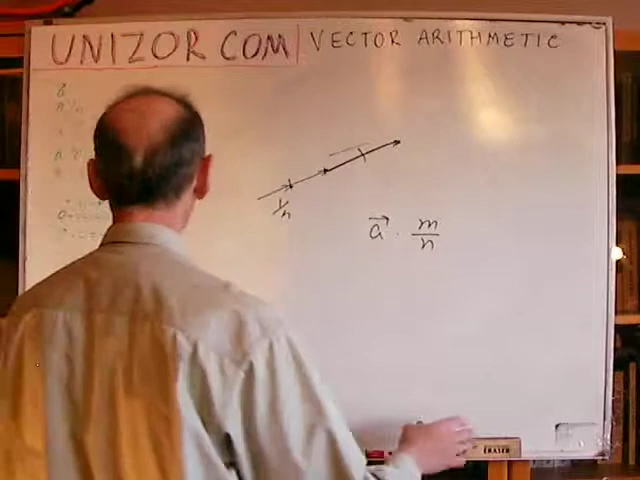 UNIZOR COM | VECTOR ARITHMETIC
1/n
a⃗ · m/n
ERASER